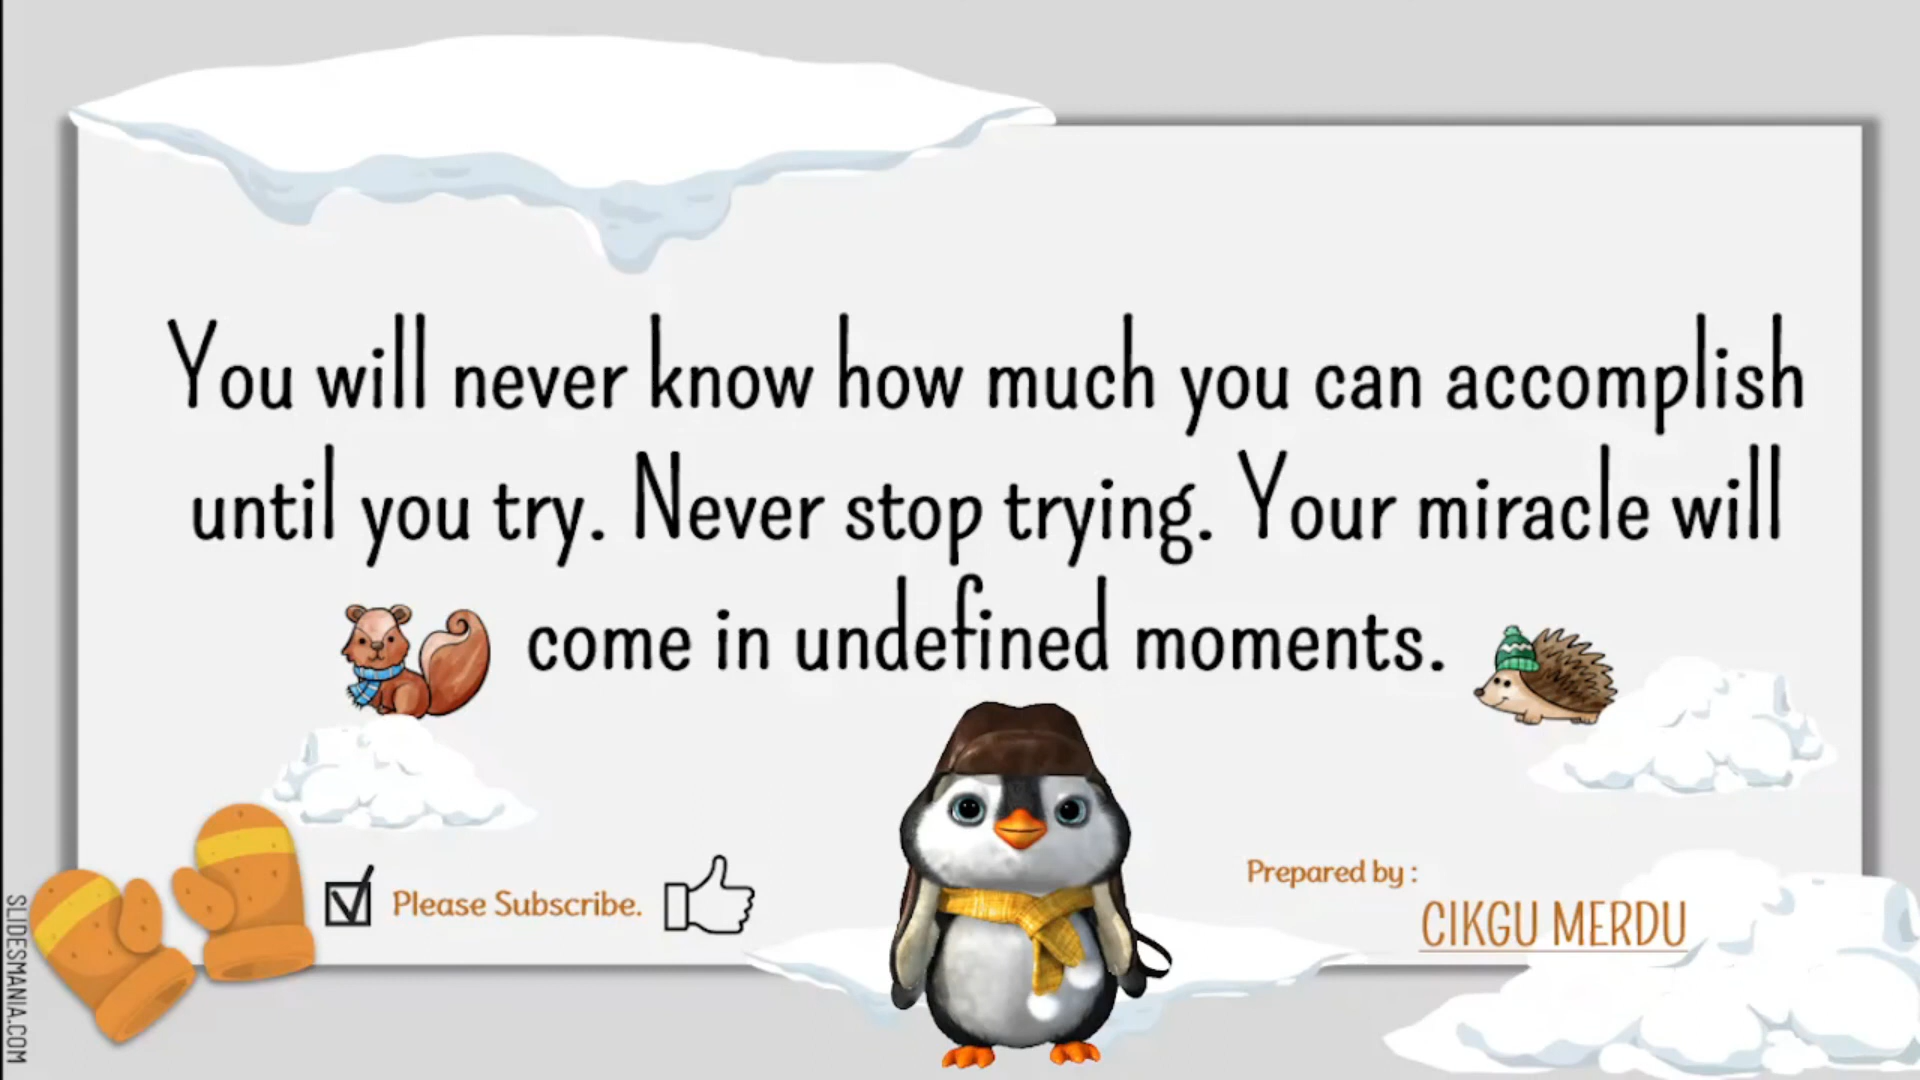 You will never know how much you can accomplish
until you try. Never stop trying. Your miracle will
come in undefined moments.
Please Subscribe.
Prepared by :
CIKGU MERDU
SLIDESMANIA.COM